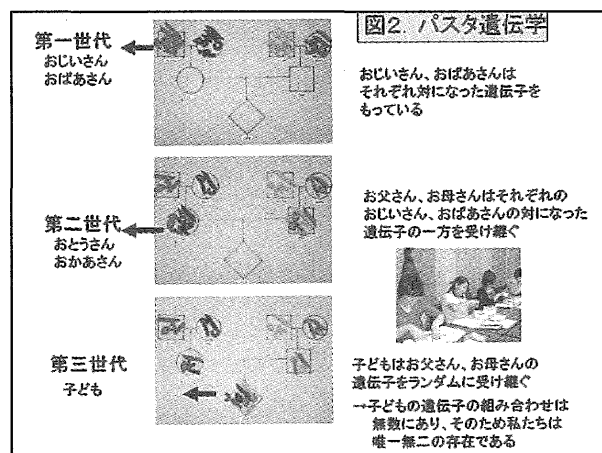 図2. パスタ遺伝学
第一世代
おじいさん
おばあさん
おじいさん、おばあさんは
それぞれ対になった遺伝子を
もっている
第二世代
おとうさん
おかあさん
お父さん、お母さんはそれぞれの
おじいさん、おばあさんの対になった
遺伝子の一方を受け継ぐ
第三世代
子ども
子どもはお父さん、お母さんの
遺伝子をランダムに受け継ぐ
→子どもの遺伝子の組み合わせは
無数にあり、そのため私たちは
唯一無二の存在である